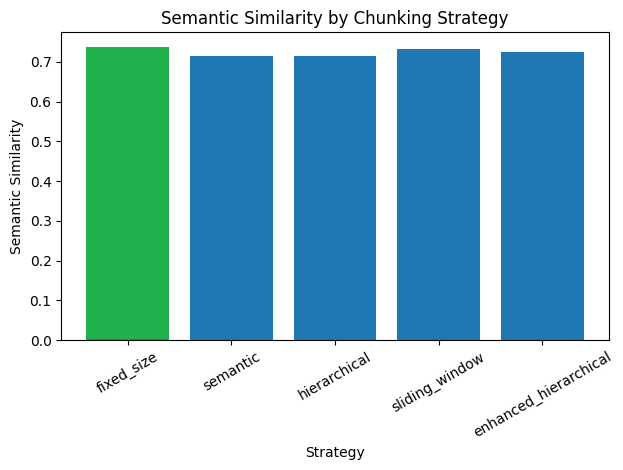 Semantic Similarity by Chunking Strategy
Semantic Similarity
0.7
0.6
0.5
0.4
0.3
0.2
0.1
0.0
fixed_size
semantic
hierarchical
sliding_window
enhanced_hierarchical
Strategy